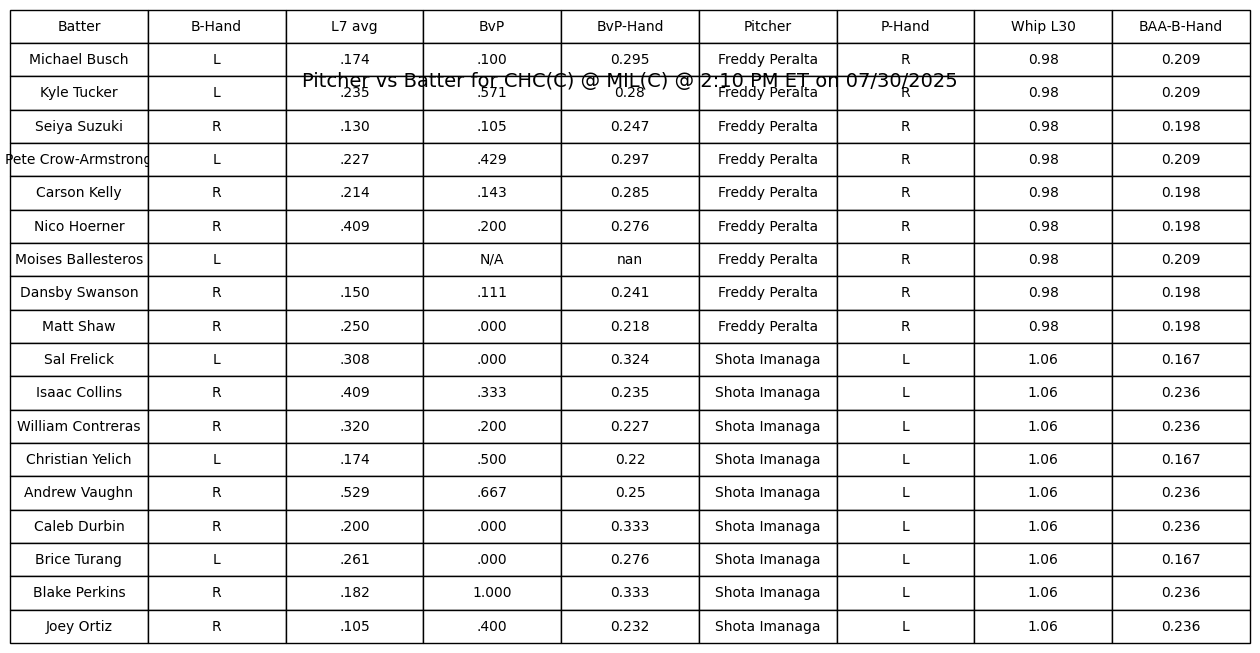 Batter B-Hand L7 avg BvP BvP-Hand Pitcher P-Hand Whip L30 BAA-B-Hand
Michael Busch L .174 .100 0.295 Freddy Peralta R 0.98 0.209
Pitcher vs Batter for CHC(C) @ MIL(C) @ 2:10 PM ET on 07/30/2025
Kyle Tucker L .235 .571 0.28 Freddy Peralta R 0.98 0.209
Seiya Suzuki R .130 .105 0.247 Freddy Peralta R 0.98 0.198
Pete Crow-Armstrong L .227 .429 0.297 Freddy Peralta R 0.98 0.209
Carson Kelly R .214 .143 0.285 Freddy Peralta R 0.98 0.198
Nico Hoerner R .409 .200 0.276 Freddy Peralta R 0.98 0.198
Moises Ballesteros L N/A nan Freddy Peralta R 0.98 0.209
Dansby Swanson R .150 .111 0.241 Freddy Peralta R 0.98 0.198
Matt Shaw R .250 .000 0.218 Freddy Peralta R 0.98 0.198
Sal Frelick L .308 .000 0.324 Shota Imanaga L 1.06 0.167
Isaac Collins R .409 .333 0.235 Shota Imanaga L 1.06 0.236
William Contreras R .320 .200 0.227 Shota Imanaga L 1.06 0.236
Christian Yelich L .174 .500 0.22 Shota Imanaga L 1.06 0.167
Andrew Vaughn R .529 .667 0.25 Shota Imanaga L 1.06 0.236
Caleb Durbin R .200 .000 0.333 Shota Imanaga L 1.06 0.236
Brice Turang L .261 .000 0.276 Shota Imanaga L 1.06 0.167
Blake Perkins R .182 1.000 0.333 Shota Imanaga L 1.06 0.236
Joey Ortiz R .105 .400 0.232 Shota Imanaga L 1.06 0.236